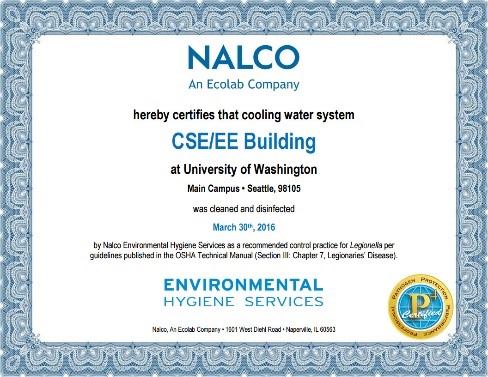 NALCO
An Ecolab Company
hereby certifies that cooling water system
CSE/EE Building
at University of Washington
Main Campus • Seattle, 98105
was cleaned and disinfected
March 30th, 2016
by Nalco Environmental Hygiene Services as a recommended control practice for Legionella per
guidelines published in the OSHA Technical Manual (Section III: Chapter 7, Legionaries' Disease).
ENVIRONMENTAL
HYGIENE SERVICES
Nalco, An Ecolab Company • 1601 West Diehl Road • Naperville, IL 60563
PATHOGEN PROTECTION
P
Certified